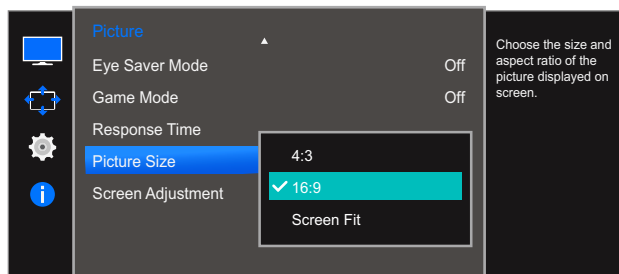 Picture
Eye Saver Mode Off
Game Mode Off
Response Time
Picture Size
Screen Adjustment
4:3
16:9
Screen Fit
Choose the size and
aspect ratio of the
picture displayed on
screen.